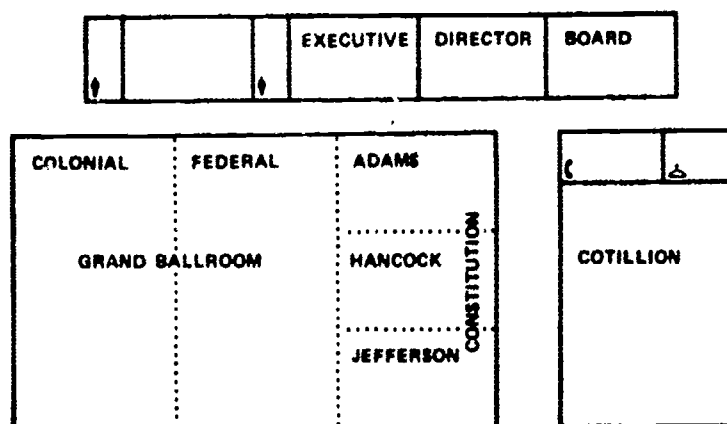 EXECUTIVE DIRECTOR BOARD
COLONIAL FEDERAL ADAMS
GRAND BALLROOM HANCOCK
CONSTITUTION
COTILLION
JEFFERSON